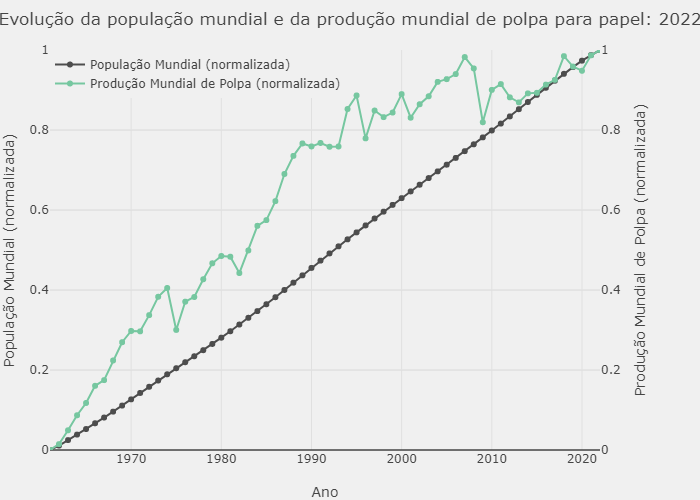 Evolução da população mundial e da produção mundial de polpa para papel: 2022
População Mundial (normalizada)
Produção Mundial de Polpa (normalizada)
População Mundial (normalizada)
1
0.8
0.6
0.4
0.2
0
1
0.8
0.6
0.4
0.2
0
Produção Mundial de Polpa (normalizada)
1970 1980 1990 2000 2010 2020
Ano